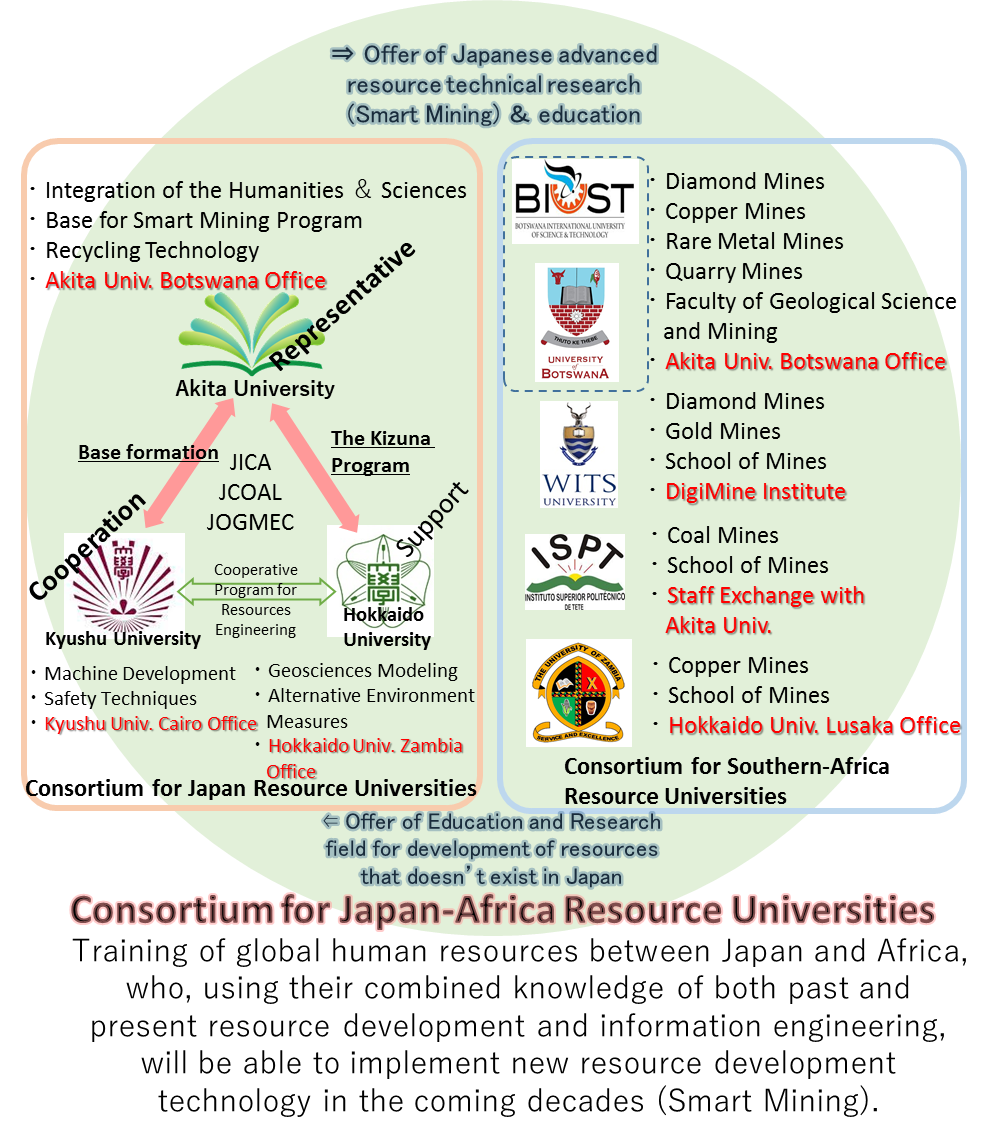 ⇒ Offer of Japanese advanced
resource technical research
(Smart Mining) & education
・Integration of the Humanities & Sciences
・Base for Smart Mining Program
・Recycling Technology
・Akita Univ. Botswana Office
Representative
Akita University
Base formation
The Kizuna
Program
JICA
JCOAL
JOGMEC
Cooperation
Support
Cooperative
Program for
Resources
Engineering
Kyushu University
Hokkaido
University
・Machine Development
・Safety Techniques
・Kyushu Univ. Cairo Office
・Geosciences Modeling
・Alternative Environment
Measures
・Hokkaido Univ. Zambia
Office
Consortium for Japan Resource Universities
BIUST
BOTSWANA INTERNATIONAL UNIVERSITY
OF SCIENCE & TECHNOLOGY
THUTO KE THEBE
UNIVERSITY
of
BOTSWANA
・Diamond Mines
・Copper Mines
・Rare Metal Mines
・Quarry Mines
・Faculty of Geological Science
and Mining
・Akita Univ. Botswana Office
WITS
UNIVERSITY
・Diamond Mines
・Gold Mines
・School of Mines
・DigiMine Institute
ISPT
INSTITUTO SUPERIOR POLITÉCNICO
DE TETE
・Coal Mines
・School of Mines
・Staff Exchange with
Akita Univ.
THE UNIVERSITY OF ZAMBIA
SERVICE AND EXCELLENCE
・Copper Mines
・School of Mines
・Hokkaido Univ. Lusaka Office
Consortium for Southern-Africa
Resource Universities
⇐ Offer of Education and Research
field for development of resources
that doesn't exist in Japan
Consortium for Japan-Africa Resource Universities
Training of global human resources between Japan and Africa,
who, using their combined knowledge of both past and
present resource development and information engineering,
will be able to implement new resource development
technology in the coming decades (Smart Mining).